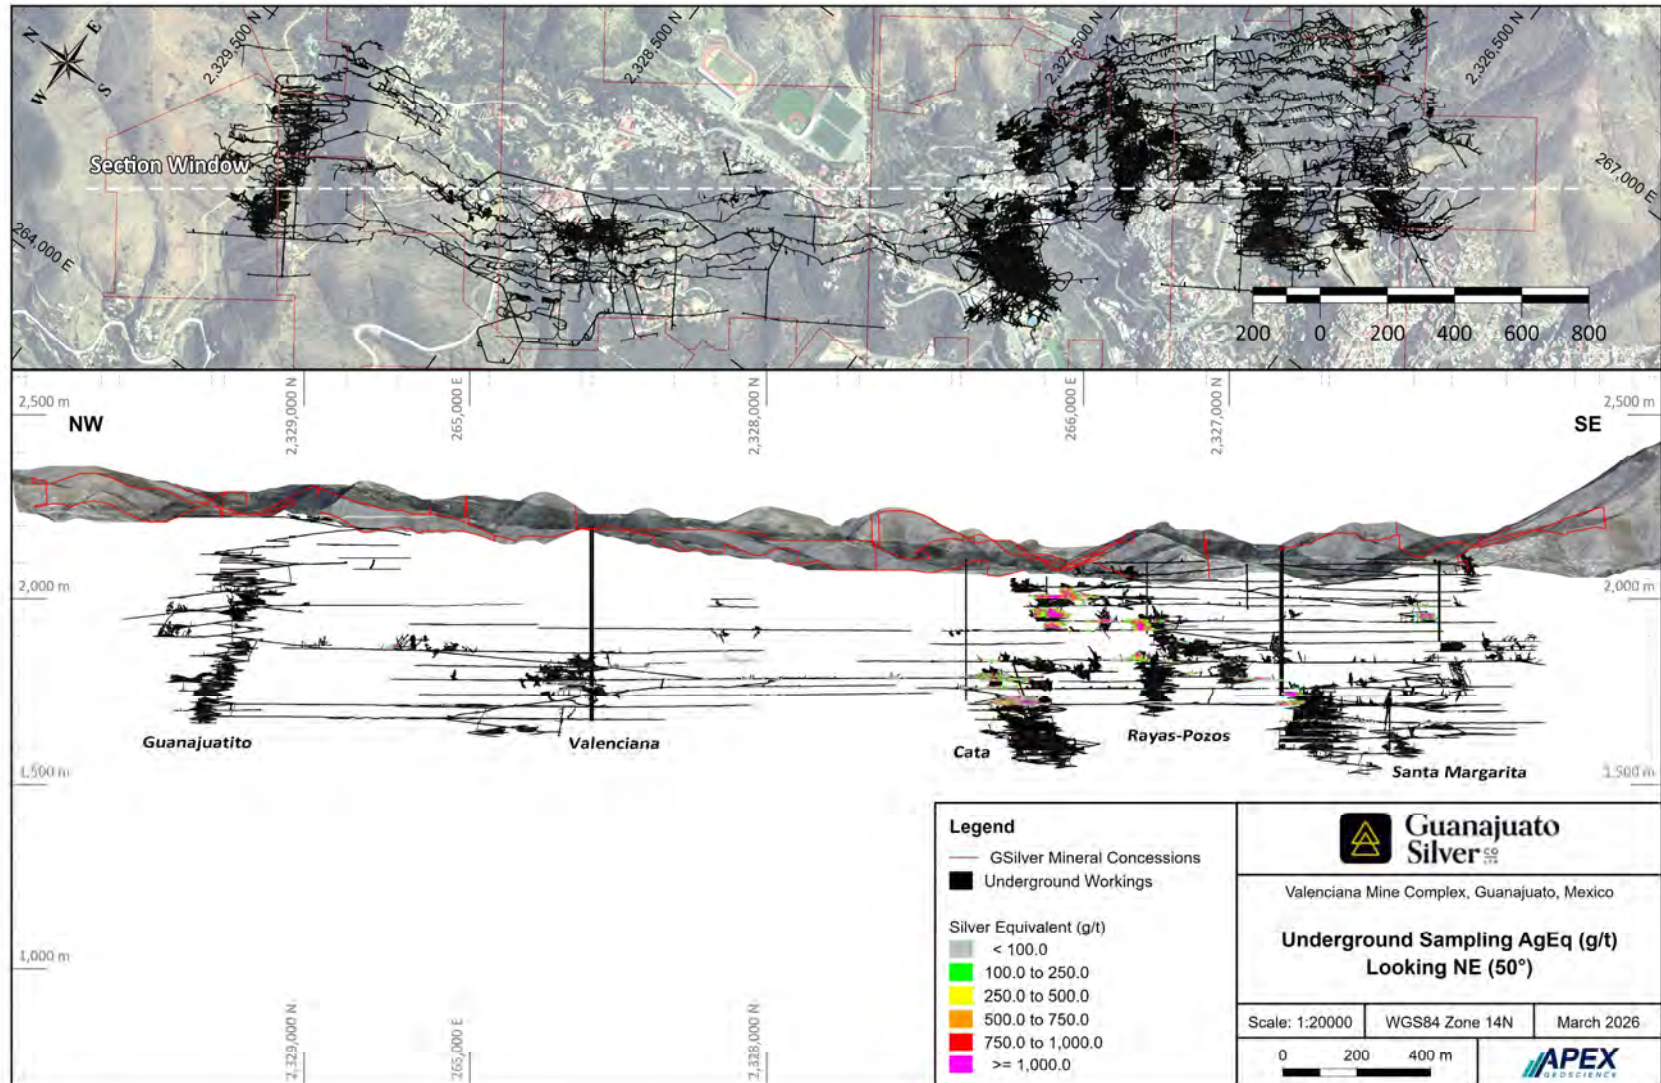 N
E
W
S
2,329,500 N
2,328,500 N
2,327,500 N
2,326,500 N
Section Window
264,000 E
267,000 E
200 0 200 400 600 800
2,500 m
2,329,000 N
265,000 E
2,328,000 N
266,000 E
2,327,000 N
2,500 m
NW
SE
2,000 m
2,000 m
Guanajuatito
Valenciana
Cata
Rayas-Pozos
Santa Margarita
1,500 m
1,500 m
1,000 m
2,329,000 N
265,000 E
2,328,000 N
Legend
GSilver Mineral Concessions
Underground Workings
Silver Equivalent (g/t)
< 100.0
100.0 to 250.0
250.0 to 500.0
500.0 to 750.0
750.0 to 1,000.0
>= 1,000.0
Guanajuato
Silver CO LTD
Valenciana Mine Complex, Guanajuato, Mexico
Underground Sampling AgEq (g/t)
Looking NE (50°)
Scale: 1:20000
WGS84 Zone 14N
March 2026
0 200 400 m
APEX
GEOSCIENCE